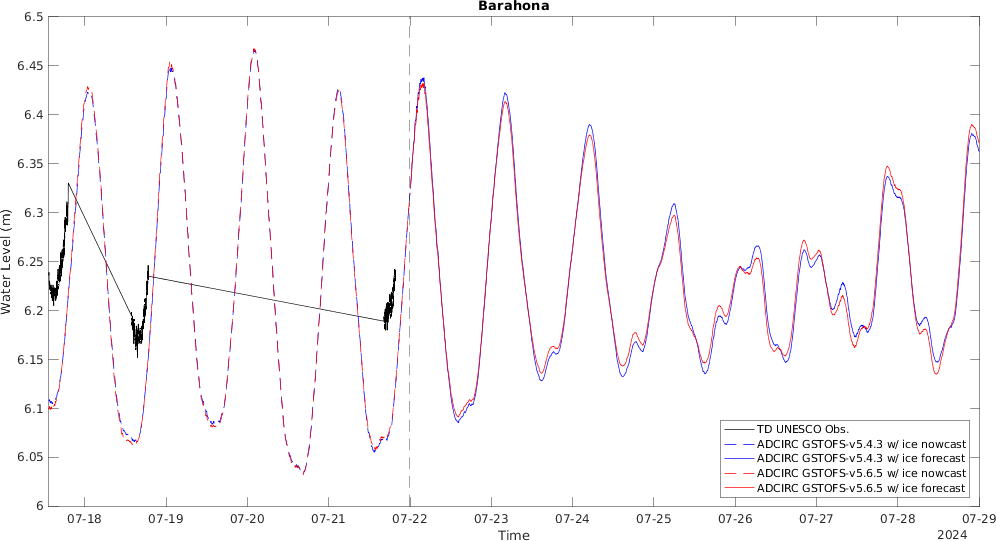 Barahona
6.5
6.45
6.4
6.35
6.3
6.25
6.2
6.15
6.1
6.05
6
Water Level (m)
TD UNESCO Obs.
ADCIRC GSTOFS-v5.4.3 w/ ice nowcast
ADCIRC GSTOFS-v5.4.3 w/ ice forecast
ADCIRC GSTOFS-v5.6.5 w/ ice nowcast
ADCIRC GSTOFS-v5.6.5 w/ ice forecast
07-18 07-19 07-20 07-21 07-22 07-23 07-24 07-25 07-26 07-27 07-28 07-29
Time
2024